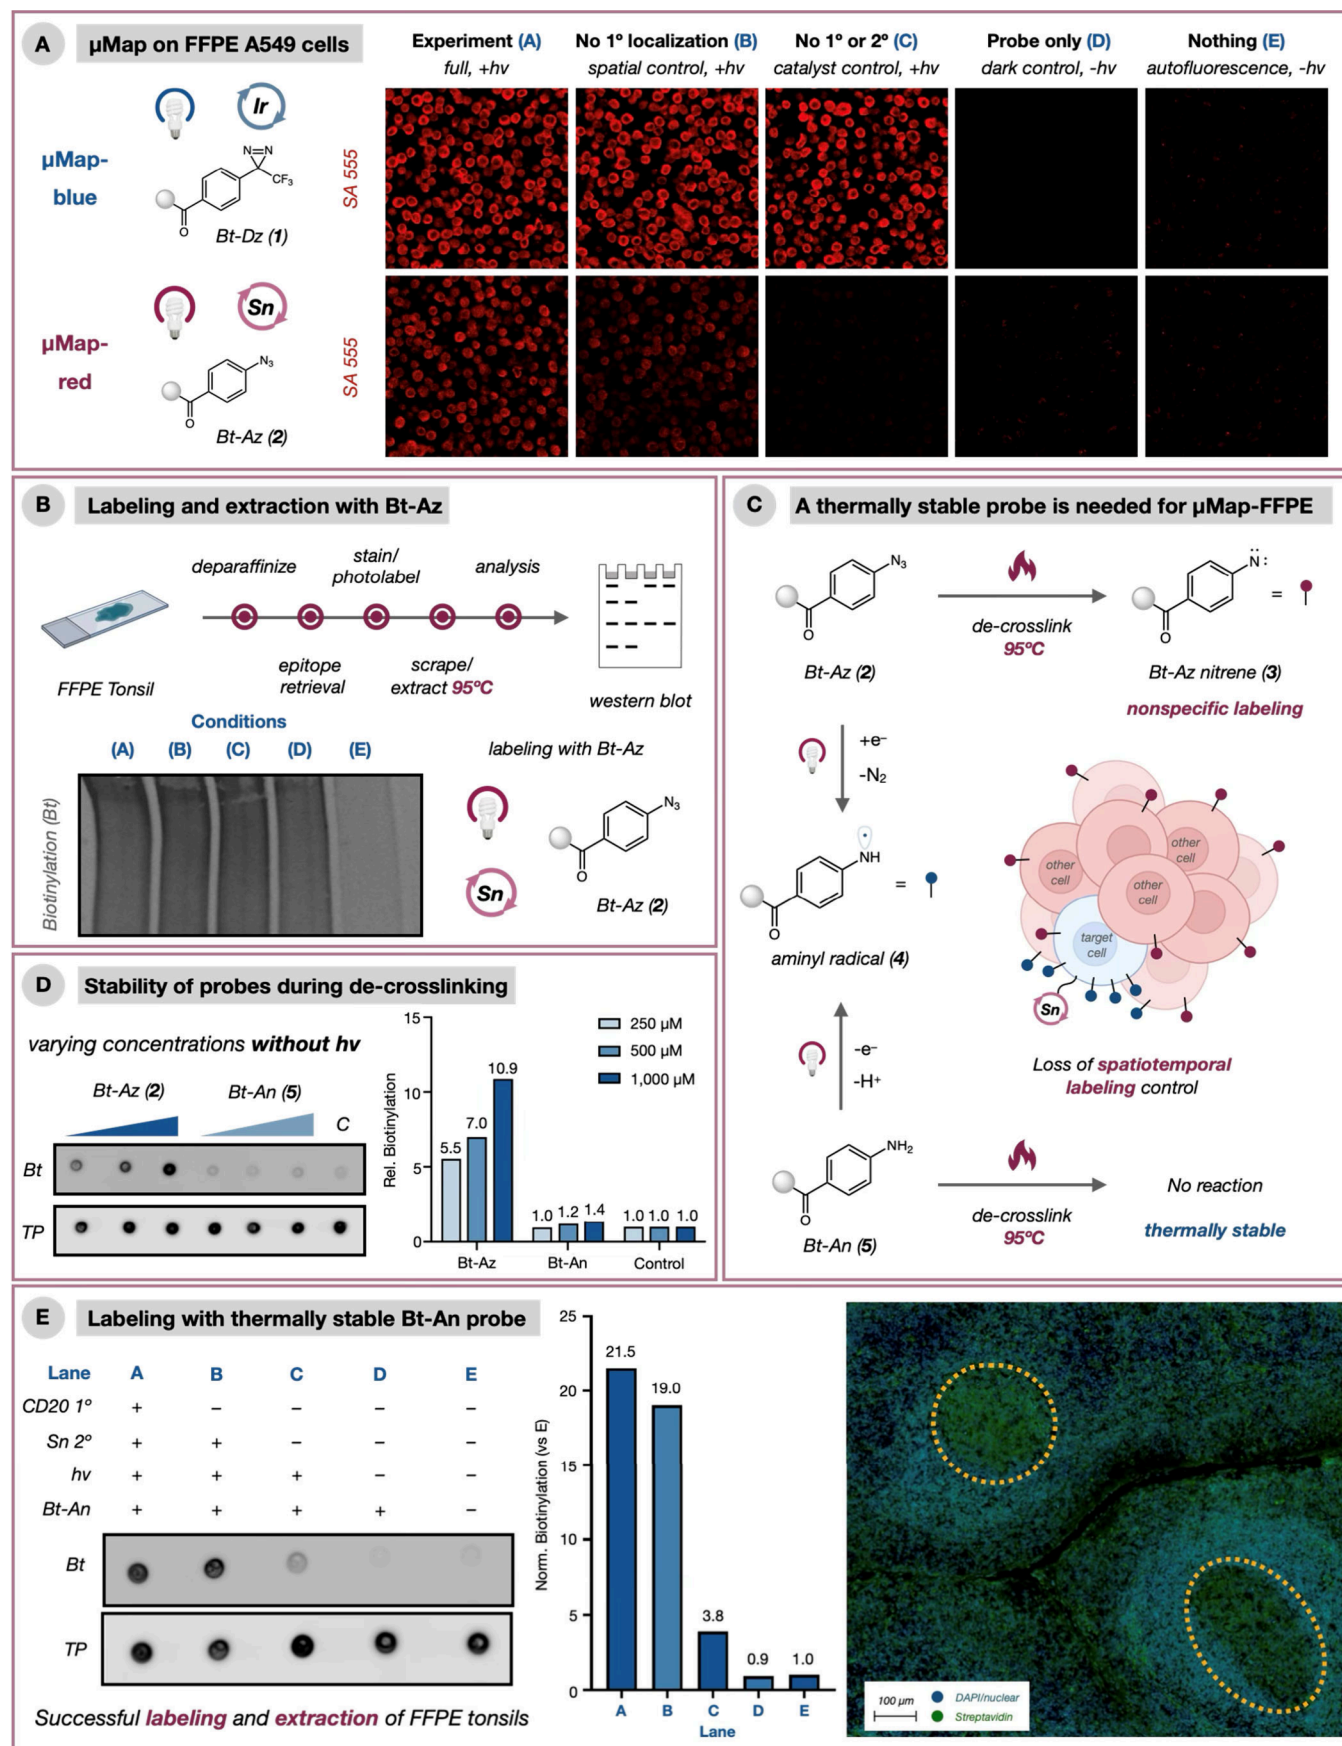 A
µMap on FFPE A549 cells
Experiment (A)
full, +hv
No 1º localization (B)
spatial control, +hv
No 1º or 2º (C)
catalyst control, +hv
Probe only (D)
dark control, -hv
Nothing (E)
autofluorescence, -hv
µMap-
blue
Ir
N=N
CF3
O
Bt-Dz (1)
SA 555
µMap-
red
Sn
N3
O
Bt-Az (2)
SA 555
B
Labeling and extraction with Bt-Az
deparaffinize
stain/
photolabel
analysis
FFPE Tonsil
epitope
retrieval
scrape/
extract 95ºC
western blot
Conditions
(A) (B) (C) (D) (E)
Biotinylation (Bt)
labeling with Bt-Az
Sn
N3
O
Bt-Az (2)
C
A thermally stable probe is needed for µMap-FFPE
N3
O
Bt-Az (2)
de-crosslink
95ºC
N:
O
=
Bt-Az nitrene (3)
nonspecific labeling
+e⁻
-N2
NH
O
=
aminyl radical (4)
other
cell
other
cell
other
cell
target
cell
Sn
Loss of spatiotemporal
labeling control
-e⁻
-H⁺
NH2
O
Bt-An (5)
de-crosslink
95ºC
No reaction
thermally stable
D
Stability of probes during de-crosslinking
varying concentrations without hv
Bt-Az (2) Bt-An (5) C
Bt
TP
Rel. Biotinylation
15
10
5
0
250 µM
500 µM
1,000 µM
5.5 7.0 10.9
1.0 1.2 1.4
1.0 1.0 1.0
Bt-Az Bt-An Control
E
Labeling with thermally stable Bt-An probe
Lane A B C D E
CD20 1º + – – – –
Sn 2º + + – – –
hv + + + – –
Bt-An + + + + –
Bt
TP
Successful labeling and extraction of FFPE tonsils
Norm. Biotinylation (vs E)
25
20
15
10
5
0
21.5
19.0
3.8
0.9
1.0
A B C D E
Lane
100 µm
DAPI/nuclear
Streptavidin